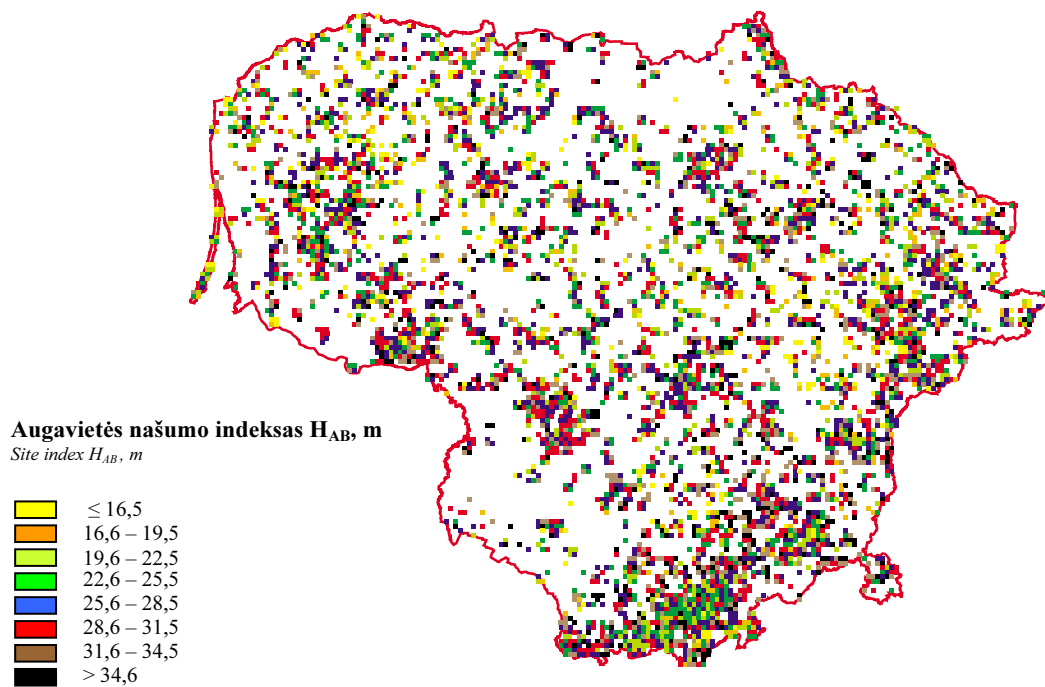 Augavietės našumo indeksas HAB, m
Site index HAB, m
≤ 16,5
16,6 – 19,5
19,6 – 22,5
22,6 – 25,5
25,6 – 28,5
28,6 – 31,5
31,6 – 34,5
> 34,6